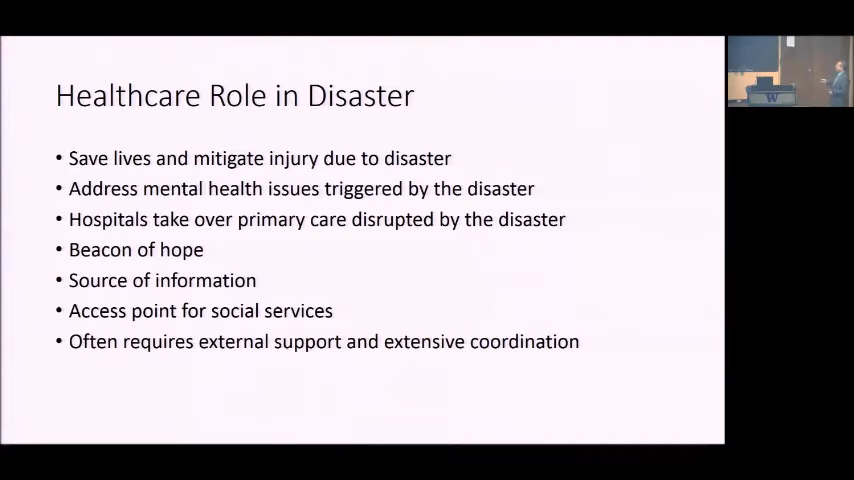 Healthcare Role in Disaster
• Save lives and mitigate injury due to disaster
• Address mental health issues triggered by the disaster
• Hospitals take over primary care disrupted by the disaster
• Beacon of hope
• Source of information
• Access point for social services
• Often requires external support and extensive coordination
W